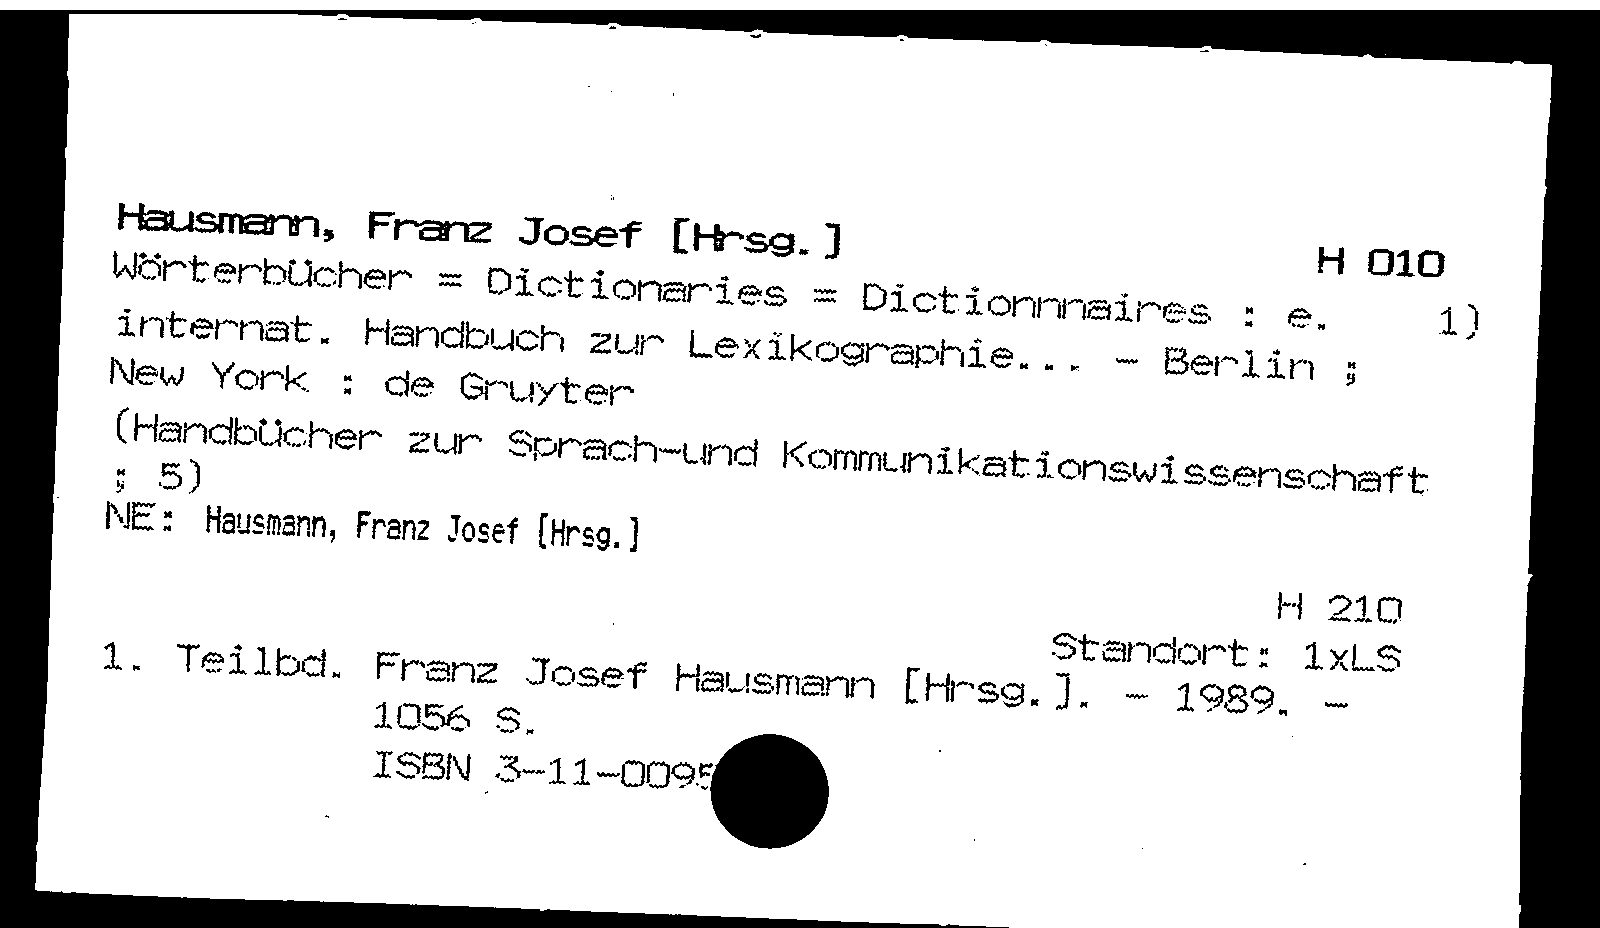 Hausmann, Franz Josef [Hrsg.]
H 010
Wörterbücher = Dictionaries = Dictionnnaires : e. 1)
internat. Handbuch zur Lexikographie... - Berlin ;
New York : de Gruyter
(Handbücher zur Sprach-und Kommunikationswissenschaft
; 5)
NE: Hausmann, Franz Josef [Hrsg.]
H 210
Standort: 1xLS
1. Teilbd. Franz Josef Hausmann [Hrsg.]. - 1989. -
1056 S.
ISBN 3-11-0095